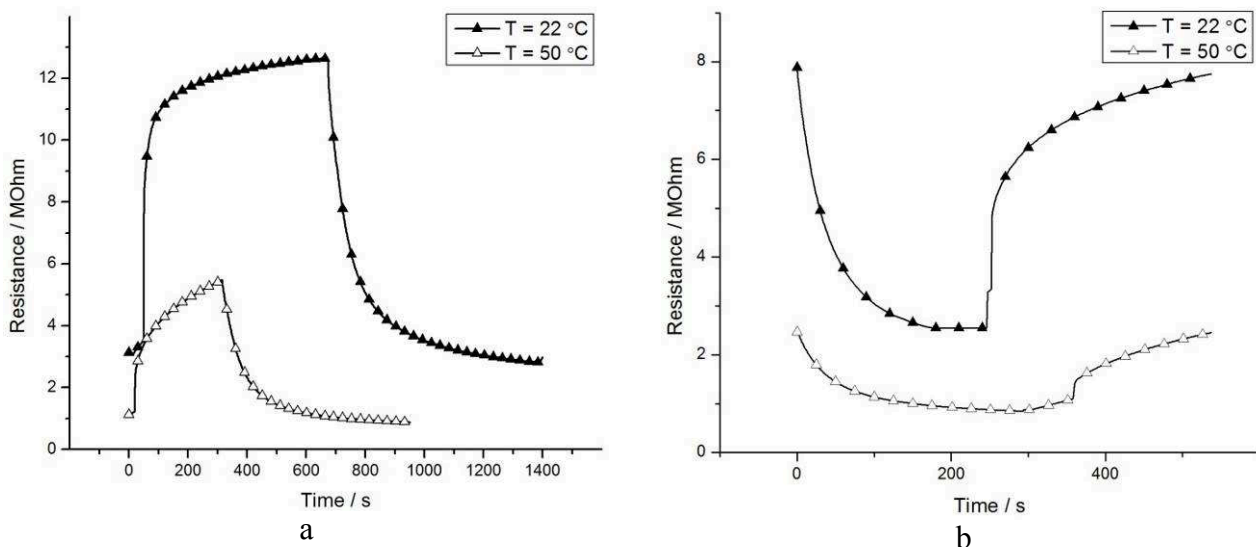 T = 22 °C
T = 50 °C
Resistance / MOhm
12
10
8
6
4
2
0
0 200 400 600 800 1000 1200 1400
Time / s
a
T = 22 °C
T = 50 °C
Resistance / MOhm
8
6
4
2
0
0 200 400
Time / s
b